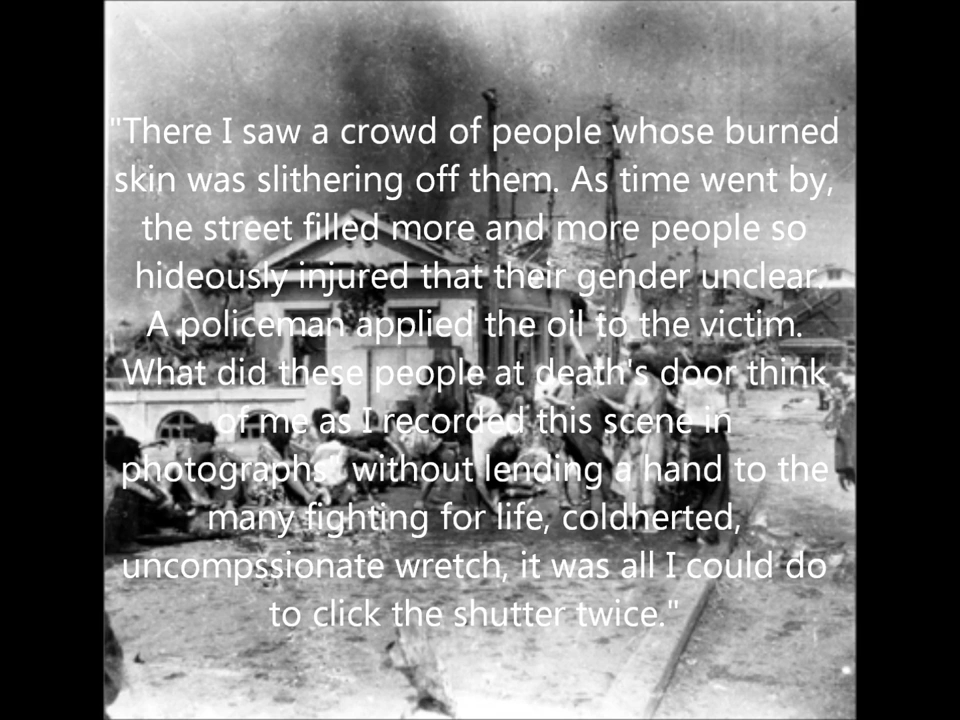 "There I saw a crowd of people whose burned
skin was slithering off them. As time went by,
the street filled more and more people so
hideously injured that their gender unclear.
A policeman applied the oil to the victim.
What did these people at death's door think
of me as I recorded this scene in
photographs" without lending a hand to the
many fighting for life, coldherted,
uncompssionate wretch, it was all I could do
to click the shutter twice."